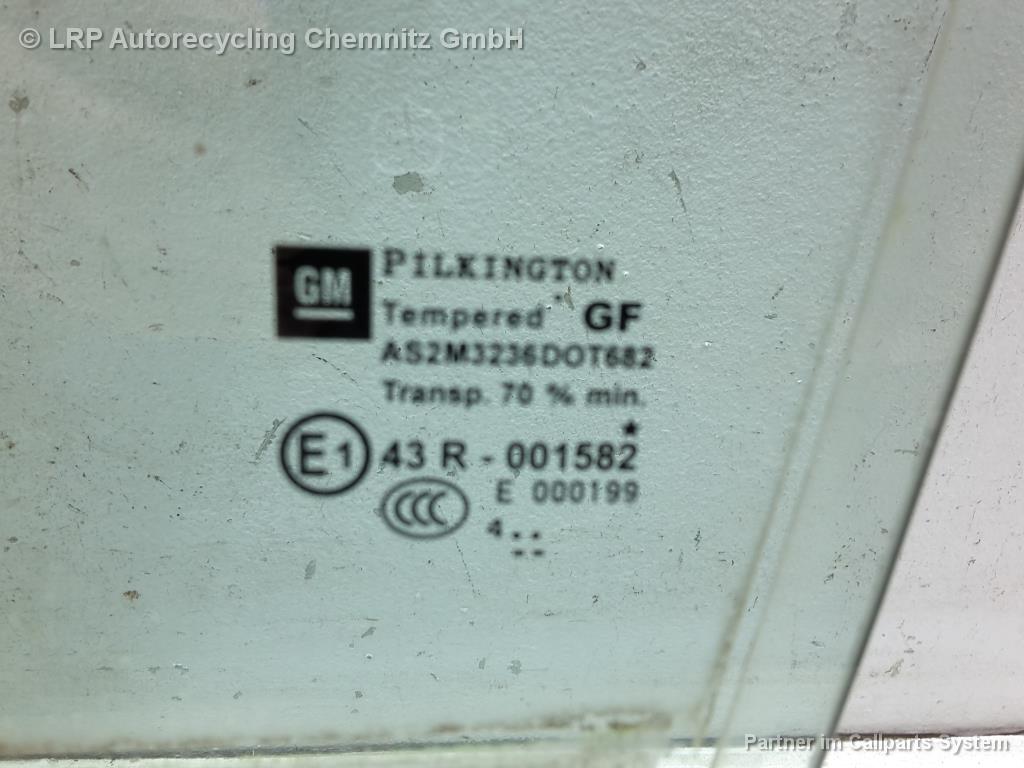 © LRP Autorecycling Chemnitz GmbH
GM
PILKINGTON
Tempered GF
AS2M3236DOT682
Transp. 70 % min.
E1 43 R - 001582
CCC E 000199
4
Partner im Callparts System